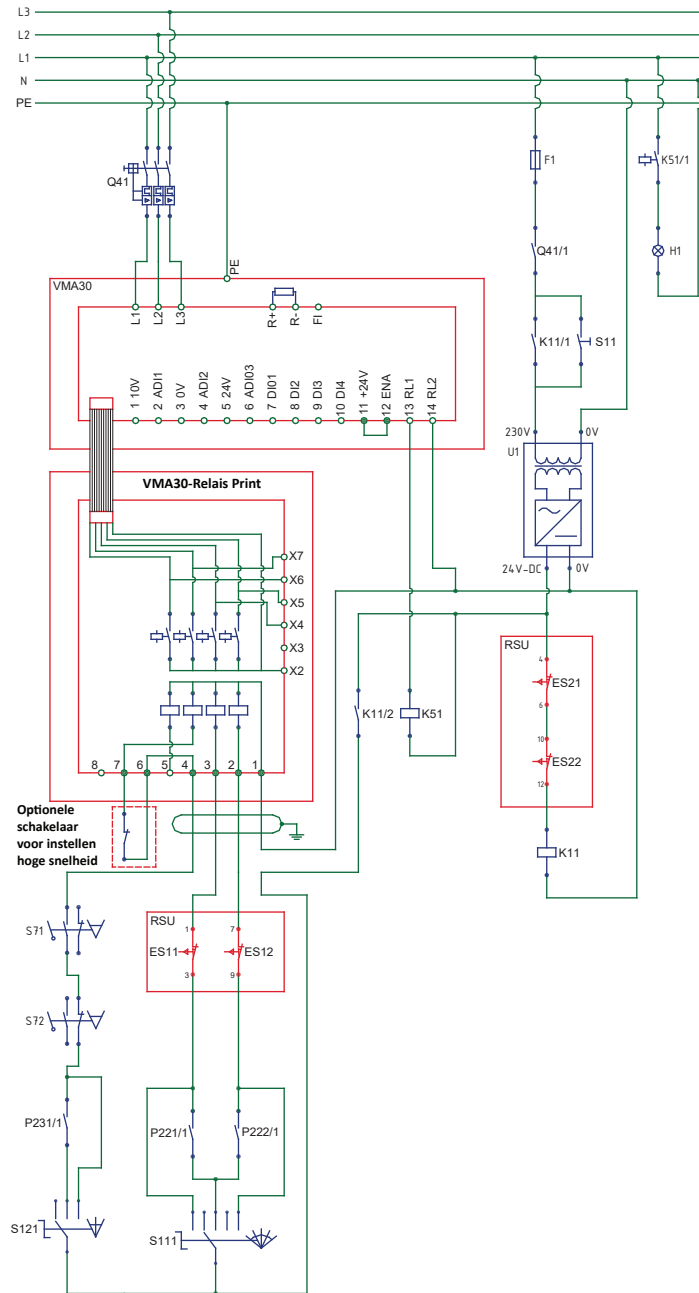 L3
L2
L1
N
PE
Q41
F1
K51/1
Q41/1
H1
PE
VMA30
L1
L2
L3
R+
R-
FI
K11/1
S11
1 10V
2 ADI1
3 0V
4 ADI2
5 24V
6 ADI03
7 DI01
8 DI2
9 DI3
10 DI4
11 +24V
12 ENA
13 RL1
14 RL2
230V
0V
U1
24V-DC
0V
VMA30-Relais Print
X7
X6
X5
X4
X3
X2
RSU
4
ES21
6
10
ES22
12
K11/2
K51
8
7
6
5
4
3
2
1
Optionele
schakelaar
voor instellen
hoge snelheid
K11
RSU
1
7
ES11
ES12
3
9
S71
S72
P231/1
P221/1
P222/1
S121
S111